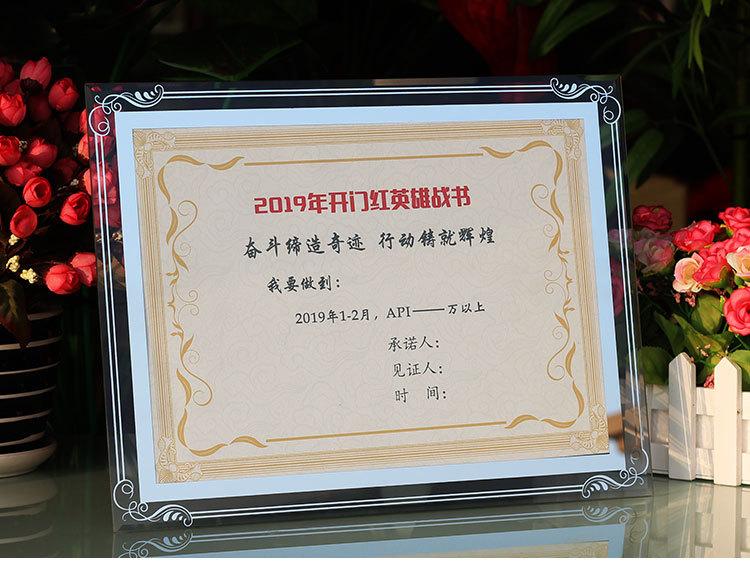 2019年开门红英雄战书
奋斗缔造奇迹 行动铸就辉煌
我要做到：
2019年1-2月，API——万以上
承诺人：
见证人：
时 间：